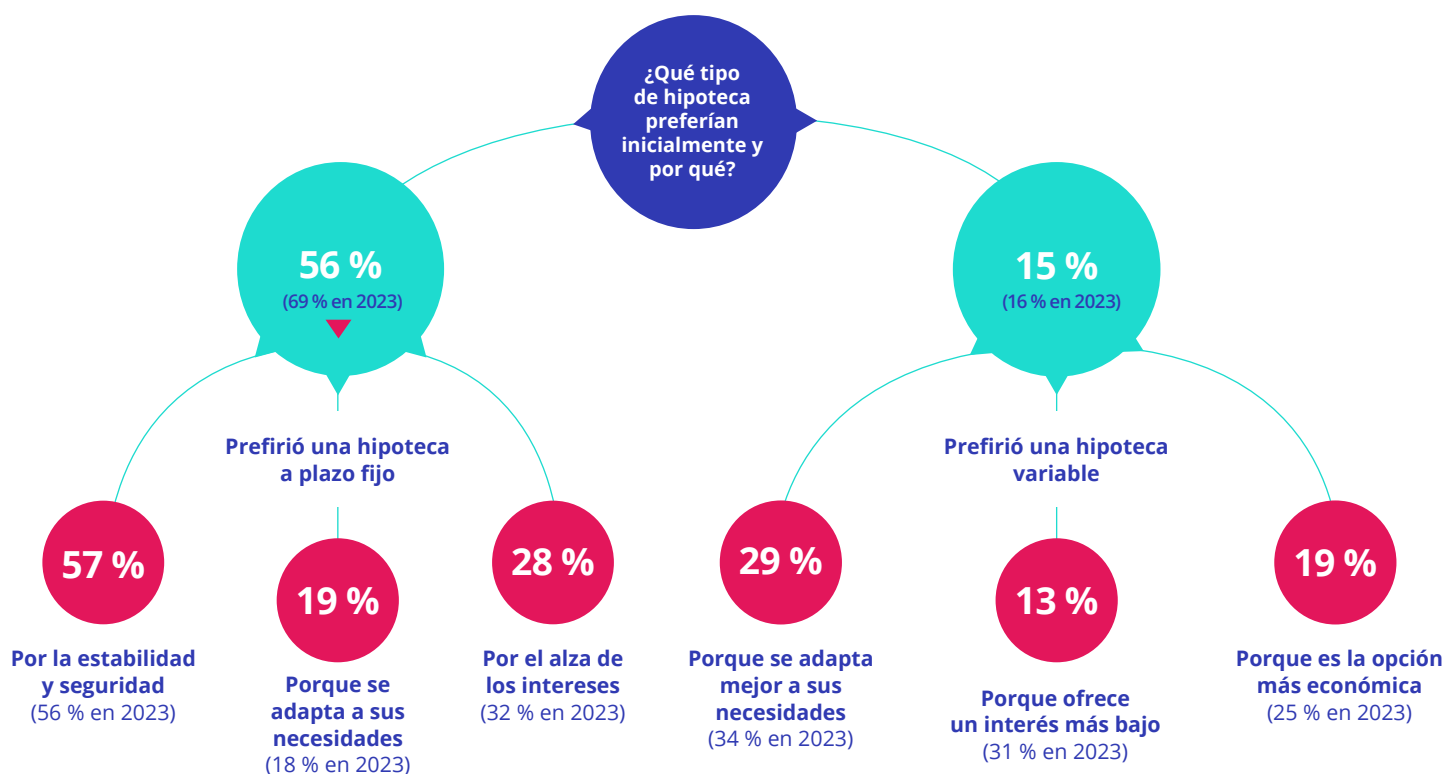 ¿Qué tipo
de hipoteca
preferían
inicialmente y
por qué?
56 %
(69 % en 2023)
Prefirió una hipoteca
a plazo fijo
57 %
Por la estabilidad
y seguridad
(56 % en 2023)
19 %
Porque se
adapta a sus
necesidades
(18 % en 2023)
28 %
Por el alza de
los intereses
(32 % en 2023)
15 %
(16 % en 2023)
Prefirió una hipoteca
variable
29 %
Porque se adapta
mejor a sus
necesidades
(34 % en 2023)
13 %
Porque ofrece
un interés más bajo
(31 % en 2023)
19 %
Porque es la opción
más económica
(25 % en 2023)